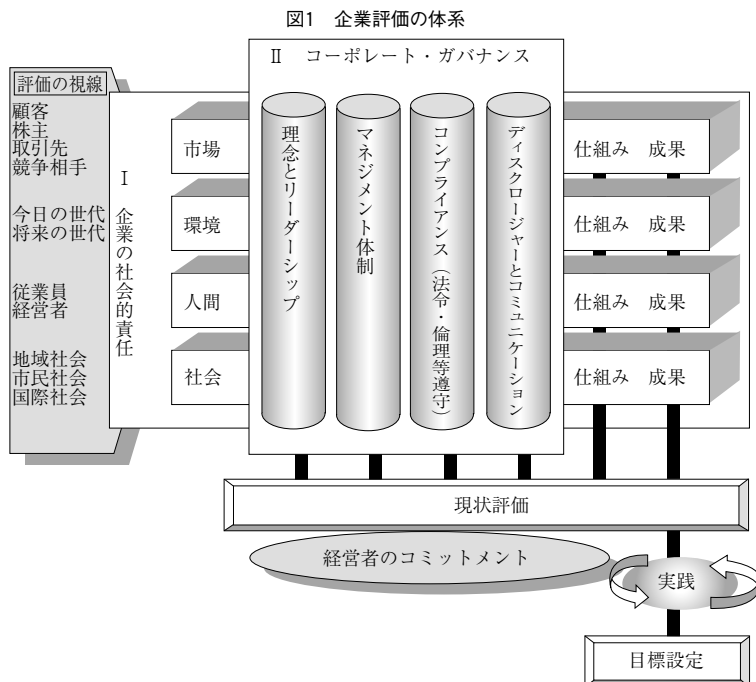 図1 企業評価の体系
Ⅱ コーポレート・ガバナンス
評価の視線
顧客
株主
取引先
競争相手
今日の世代
将来の世代
従業員
経営者
地域社会
市民社会
国際社会
Ⅰ 企業の社会的責任
市場
環境
人間
社会
理念とリーダーシップ
マネジメント体制
コンプライアンス（法令・倫理等遵守）
ディスクロージャーとコミュニケーション
仕組み 成果
仕組み 成果
仕組み 成果
仕組み 成果
現状評価
経営者のコミットメント
実践
目標設定